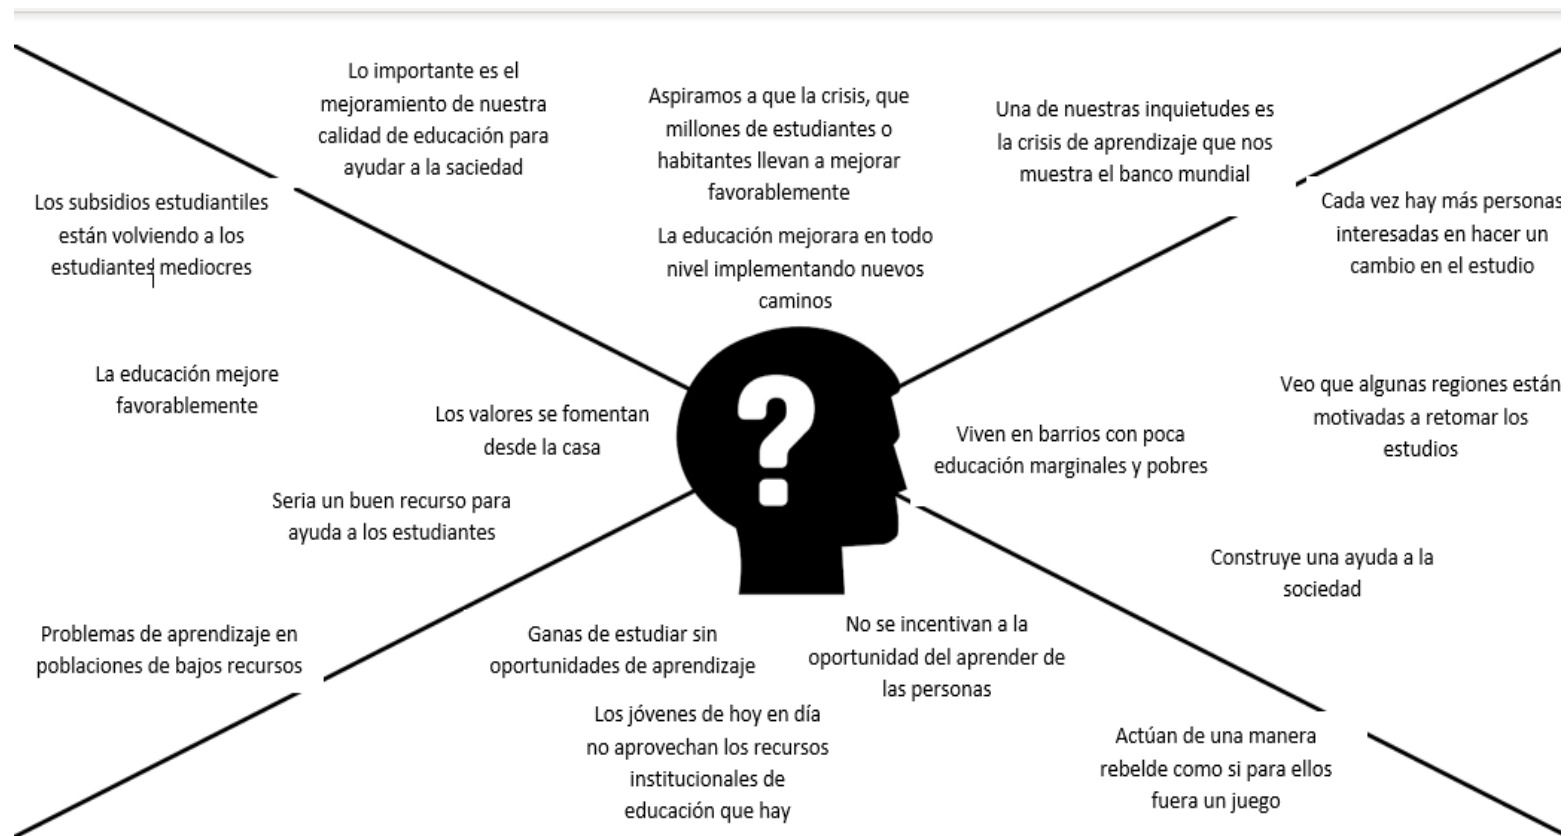 Lo importante es el
mejoramiento de nuestra
calidad de educación para
ayudar a la saciedad
Aspiramos a que la crisis, que
millones de estudiantes o
habitantes llevan a mejorar
favorablemente
Una de nuestras inquietudes es
la crisis de aprendizaje que nos
muestra el banco mundial
La educación mejorara en todo
nivel implementando nuevos
caminos
Los subsidios estudiantiles
están volviendo a los
estudiantes mediocres
La educación mejore
favorablemente
Los valores se fomentan
desde la casa
Seria un buen recurso para
ayuda a los estudiantes
?
Cada vez hay más personas
interesadas en hacer un
cambio en el estudio
Veo que algunas regiones están
motivadas a retomar los
estudios
Viven en barrios con poca
educación marginales y pobres
Construye una ayuda a la
sociedad
Problemas de aprendizaje en
poblaciones de bajos recursos
Ganas de estudiar sin
oportunidades de aprendizaje
No se incentivan a la
oportunidad del aprender de
las personas
Los jóvenes de hoy en día
no aprovechan los recursos
institucionales de
educación que hay
Actúan de una manera
rebelde como si para ellos
fuera un juego